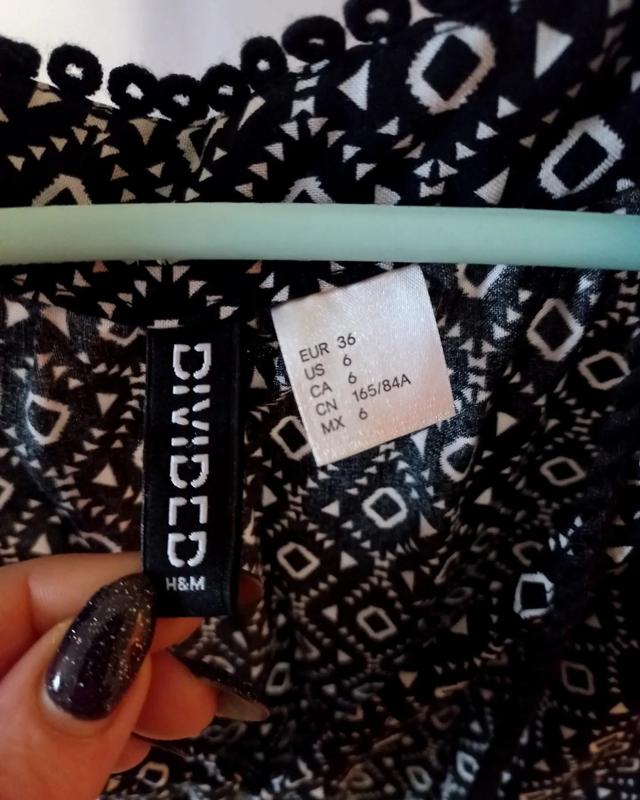 DIVIDED
H&M
EUR 36
US 6
CA 6
CN 165/84A
MX 6